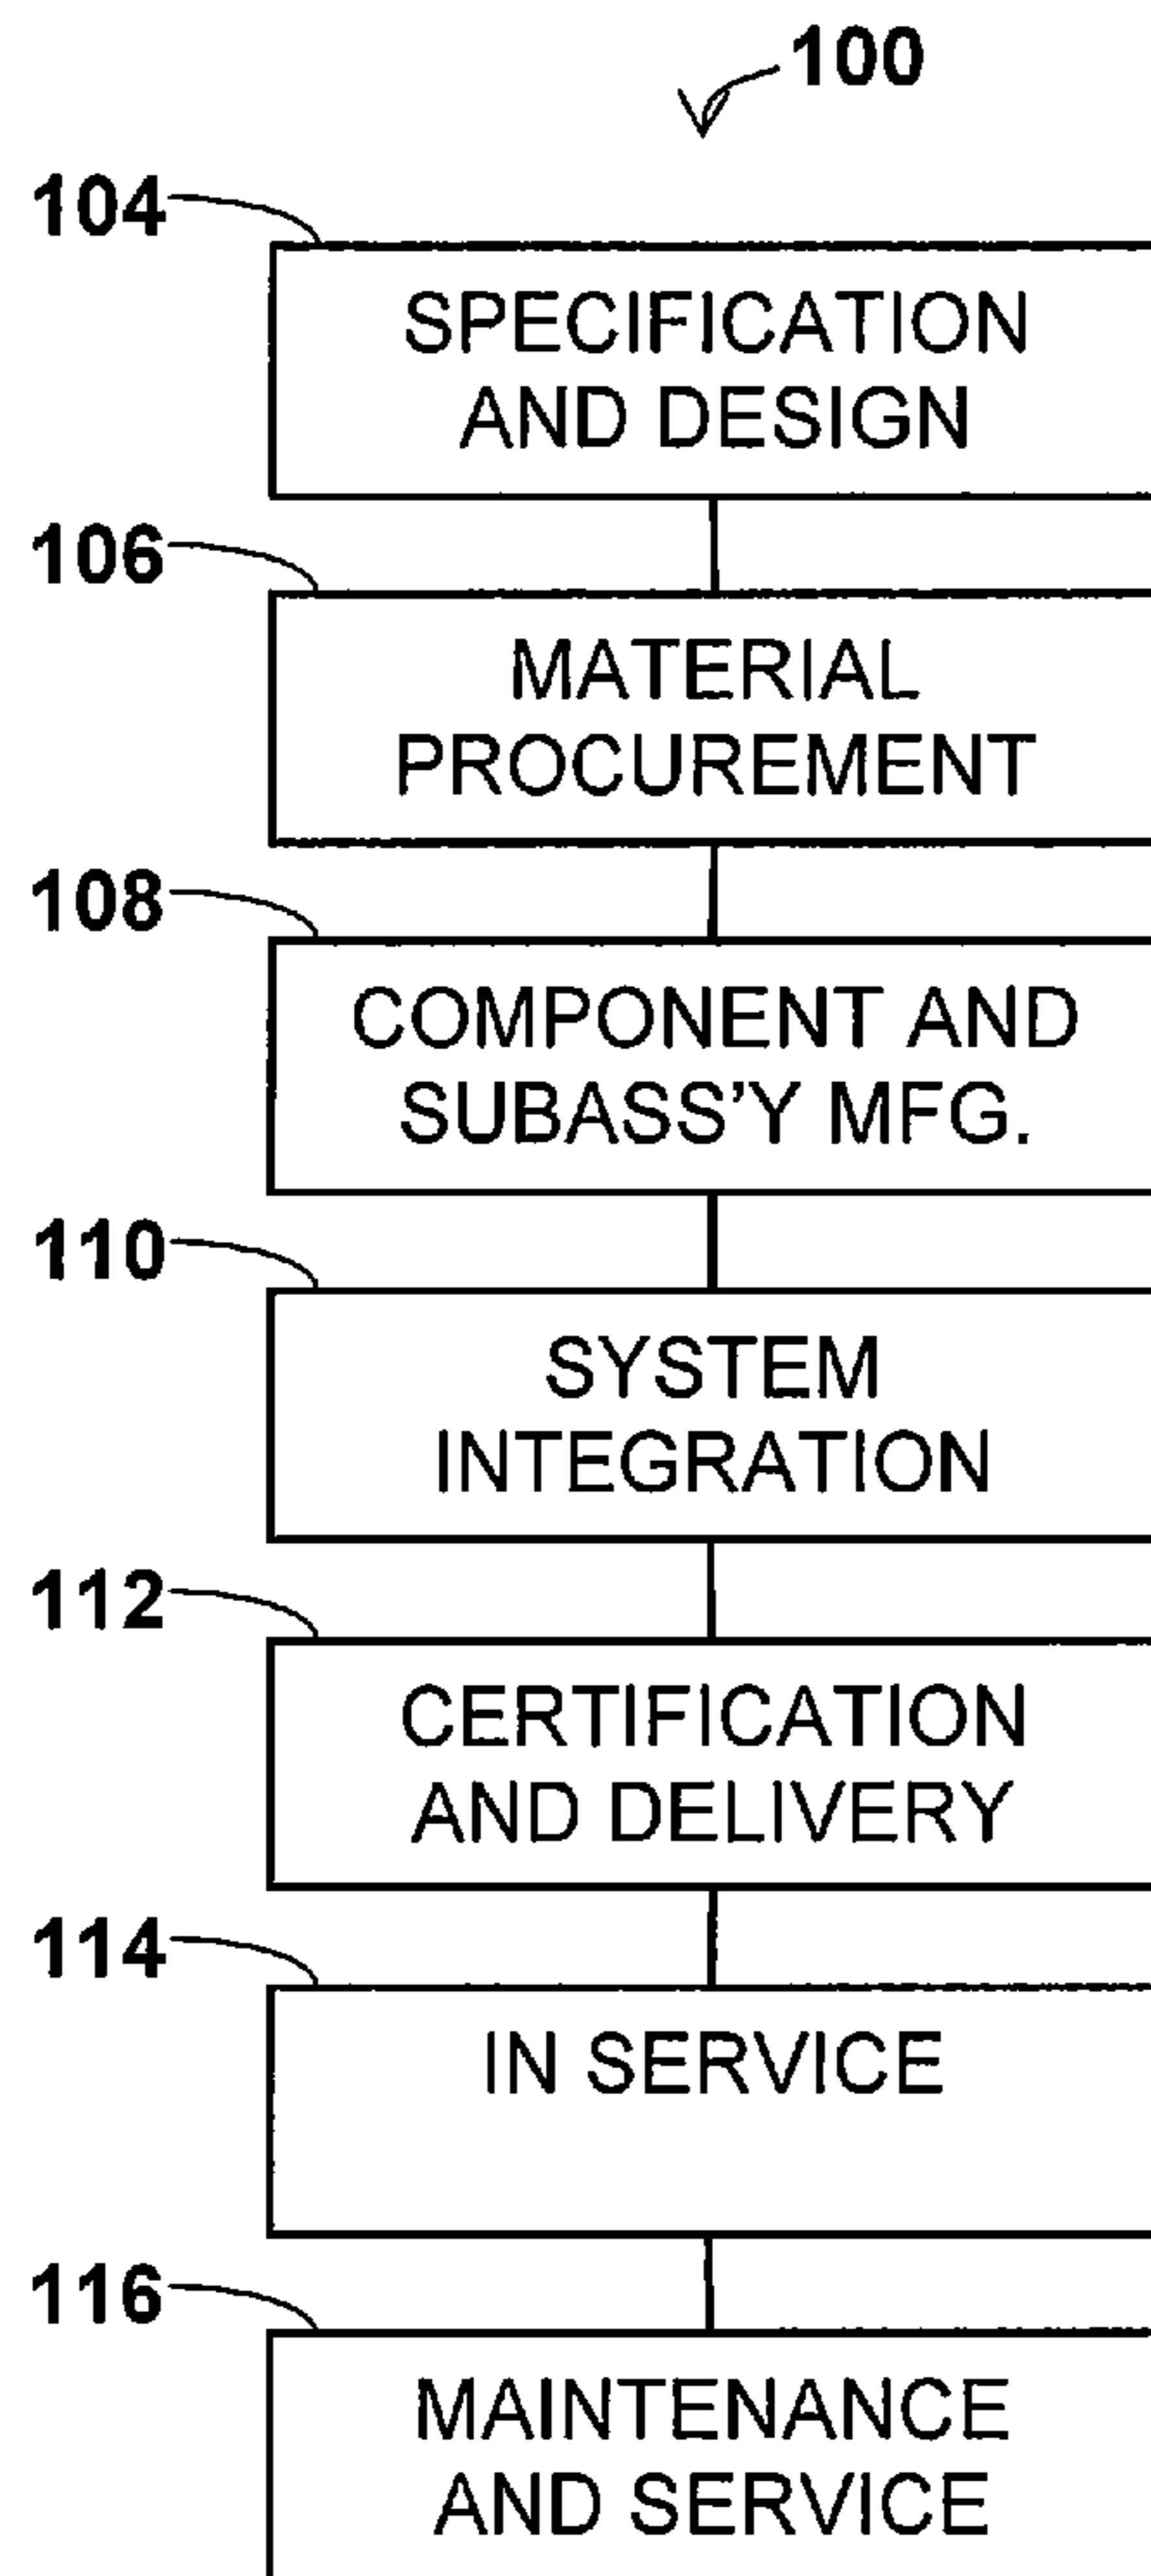 100
104
SPECIFICATION
AND DESIGN
106
MATERIAL
PROCUREMENT
108
COMPONENT AND
SUBASS’Y MFG.
110
SYSTEM
INTEGRATION
112
CERTIFICATION
AND DELIVERY
114
IN SERVICE
116
MAINTENANCE
AND SERVICE